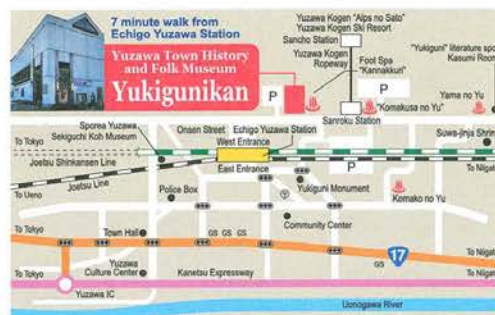 7 minute walk from
Echigo Yuzawa Station
Yuzawa Town History
and Folk Museum
Yukigunikan
Yuzawa Kogen "Alps no Sato"
Yuzawa Kogen Ski Resort
Sancho Station
Yuzawa Kogen
Ropeway
Foot Spa
"Kannakkuri"
P
P
"Yukiguni" literature spo
Kasumi Room
"Komakusa no Yu"
Sanroku Station
Yama no Yu
Suwa-jinja Shrin
Sporea Yuzawa
Sekiguchi Koh Museum
Onsen Street
Echigo Yuzawa Station
West Entrance
East Entrance
To Tokyo
Joetsu Shinkansen Line
Joetsu Line
To Ueno
P
To Niigat
Police Box
Yukiguni Monument
Komako no Yu
Community Center
To Tokyo
Town Hall
GS
GS
GS
GS
17
To Niigat
Yuzawa
Culture Center
To Tokyo
Kanetsu Expressway
To Niigat
Yuzawa IC
Uonogawa River